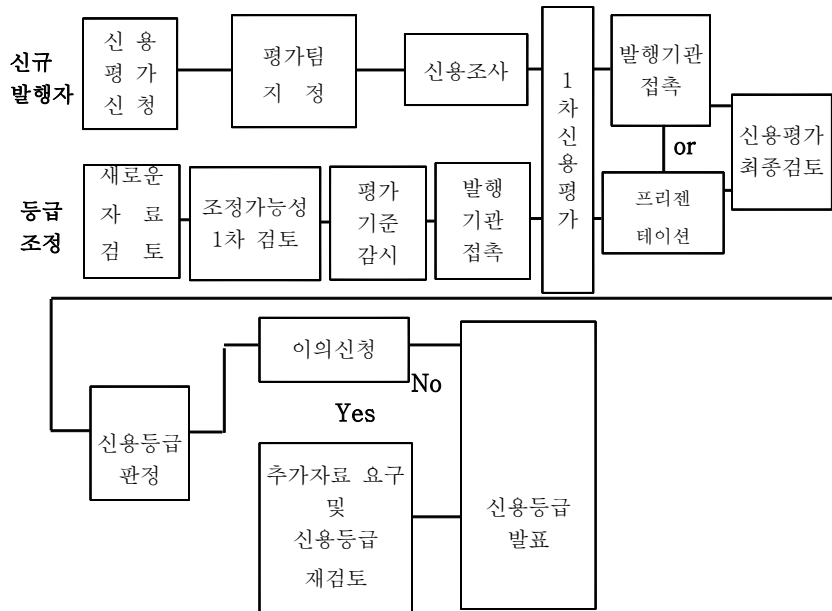 신규
발행자
신 용
평 가
신 청
평가팀
지 정
신용조사
1
차
신
용
평
가
발행기관
접촉
or
신용평가
최종검토
등급
조정
새로운
자 료
검 토
조정가능성
1차 검토
평가
기준
감시
발행
기관
접촉
프리젠
테이션
신용등급
판정
이의신청
No
Yes
추가자료 요구
및
신용등급
재검토
신용등급
발표